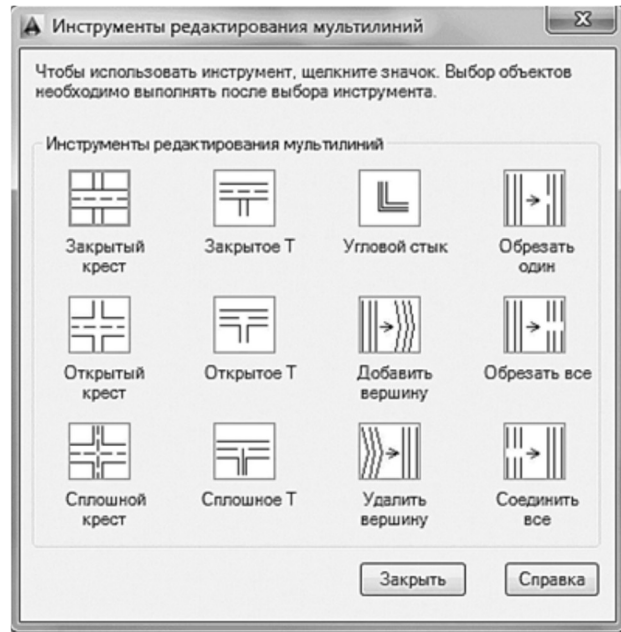 Инструменты редактирования мультилиний
Чтобы использовать инструмент, щелкните значок. Выбор объектов
необходимо выполнять после выбора инструмента.
Инструменты редактирования мультилиний
Закрытый
крест
Закрытое Т
Угловой стык
Обрезать
один
Открытый
крест
Открытое Т
Добавить
вершину
Обрезать все
Сплошной
крест
Сплошное Т
Удалить
вершину
Соединить
все
Закрыть
Справка